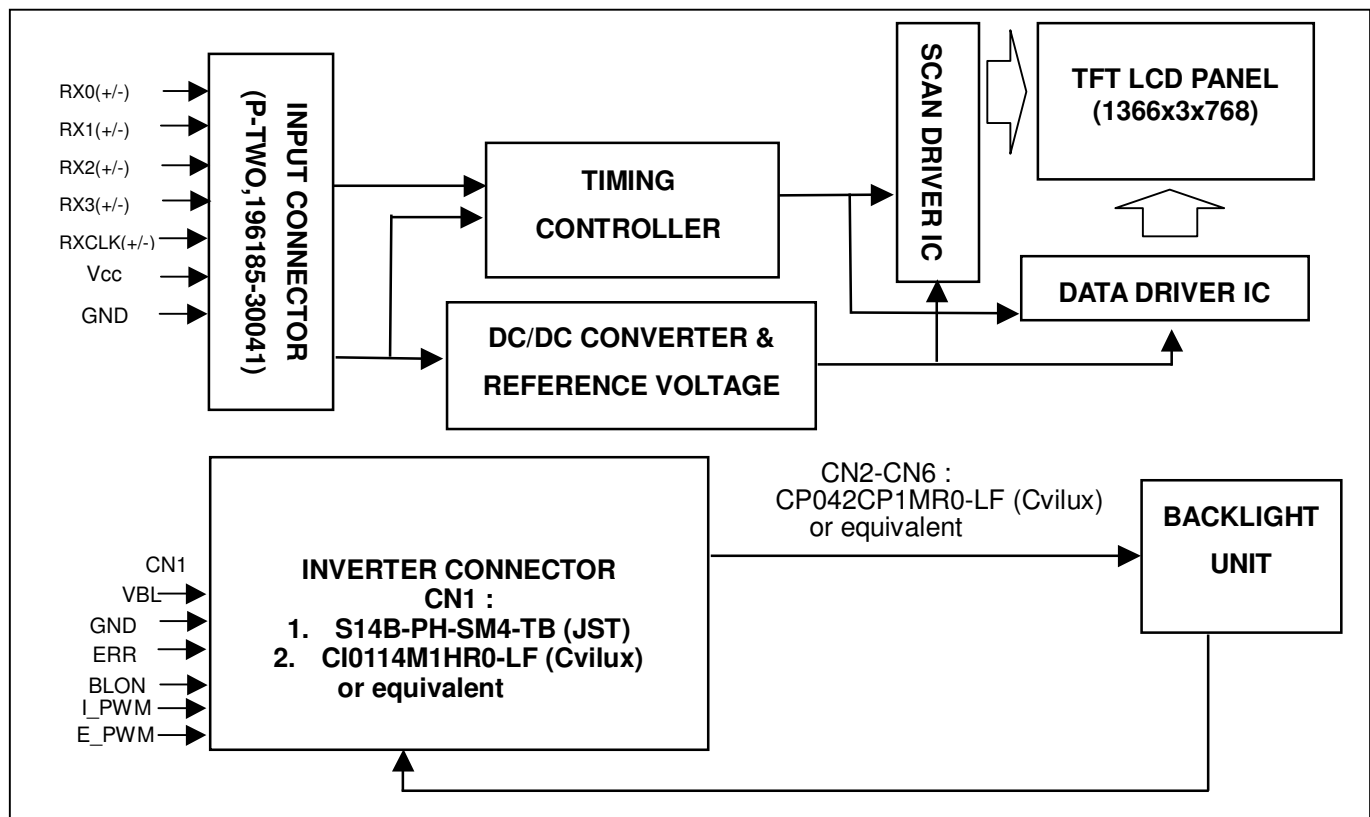 RX0(+/-)
RX1(+/-)
RX2(+/-)
RX3(+/-)
RXCLK(+/-)
Vcc
GND
INPUT CONNECTOR
(P-TWO,196185-30041)
TIMING
CONTROLLER
DC/DC CONVERTER &
REFERENCE VOLTAGE
SCAN DRIVER IC
TFT LCD PANEL
(1366x3x768)
DATA DRIVER IC
CN1
VBL
GND
ERR
BLON
I_PWM
E_PWM
INVERTER CONNECTOR
CN1 :
1. S14B-PH-SM4-TB (JST)
2. CI0114M1HR0-LF (Cvilux)
or equivalent
CN2-CN6 :
CP042CP1MR0-LF (Cvilux)
or equivalent
BACKLIGHT
UNIT